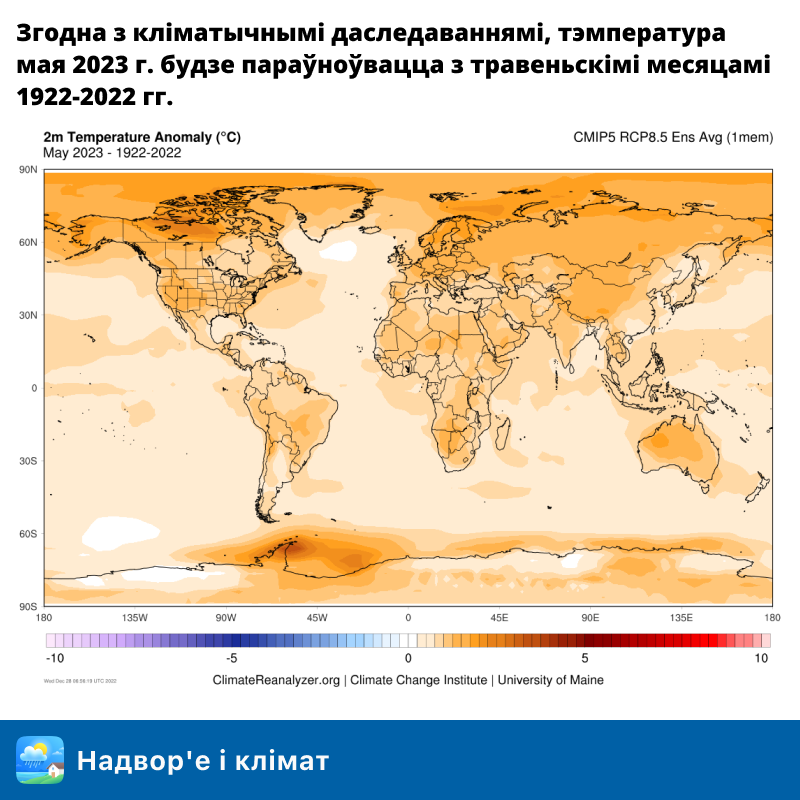 Згодна з кліматычнымі даследаваннямі, тэмпература
мая 2023 г. будзе параўноўвацца з травеньскімі месяцамі
1922-2022 гг.
2m Temperature Anomaly (°C)
CMIP5 RCP8.5 Ens Avg (1mem)
May 2023 - 1922-2022
90N
60N
30N
0
30S
60S
90S
180 135W 90W 45W 0 45E 90E 135E 180
-10 -5 0 5 10
Wed Dec 28 06:56:19 UTC 2022
ClimateReanalyzer.org | Climate Change Institute | University of Maine
Надвор'е і клімат